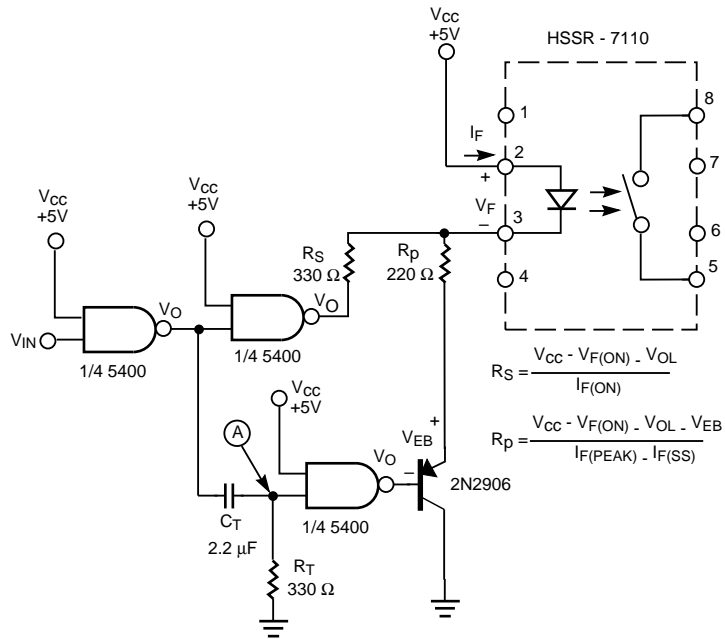 VCC
+5V
HSSR - 7110
8
1
IF
2
+
7
VCC
+5V
VCC
+5V
VF
3
–
6
RS
330 Ω
Rp
220 Ω
4
5
VO
VO
VIN
1/4 5400
1/4 5400
RS = VCC - VF(ON) - VOL
IF(ON)
VCC
+5V
A
+
VEB
Rp = VCC - VF(ON) - VOL - VEB
IF(PEAK) - IF(SS)
VO
–
2N2906
CT
2.2 μF
1/4 5400
RT
330 Ω